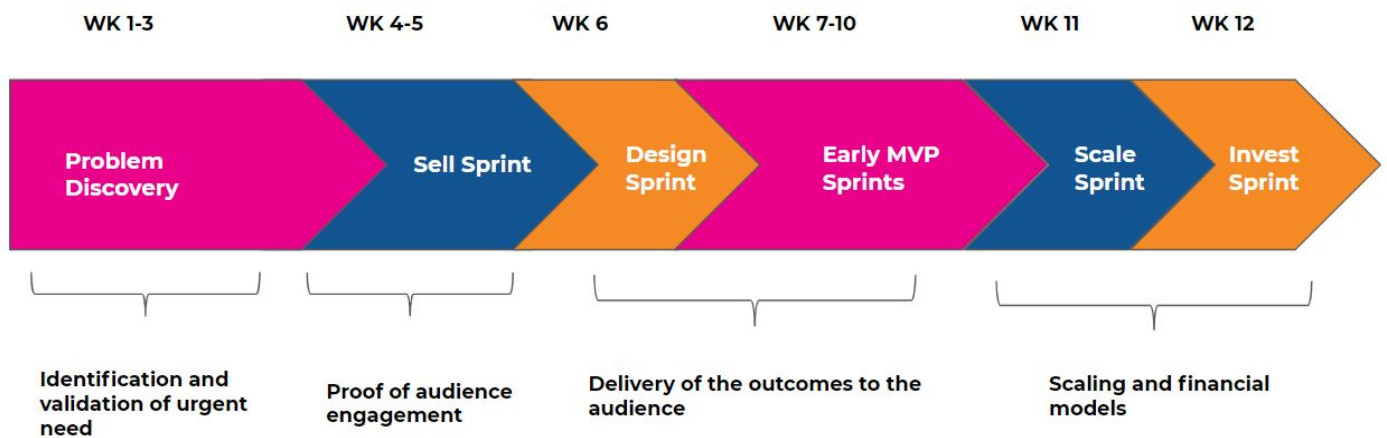 WK 1-3
WK 4-5
WK 6
WK 7-10
WK 11
WK 12
Problem
Discovery
Sell Sprint
Design
Sprint
Early MVP
Sprints
Scale
Sprint
Invest
Sprint
Identification and
validation of urgent
need
Proof of audience
engagement
Delivery of the outcomes to the
audience
Scaling and financial
models